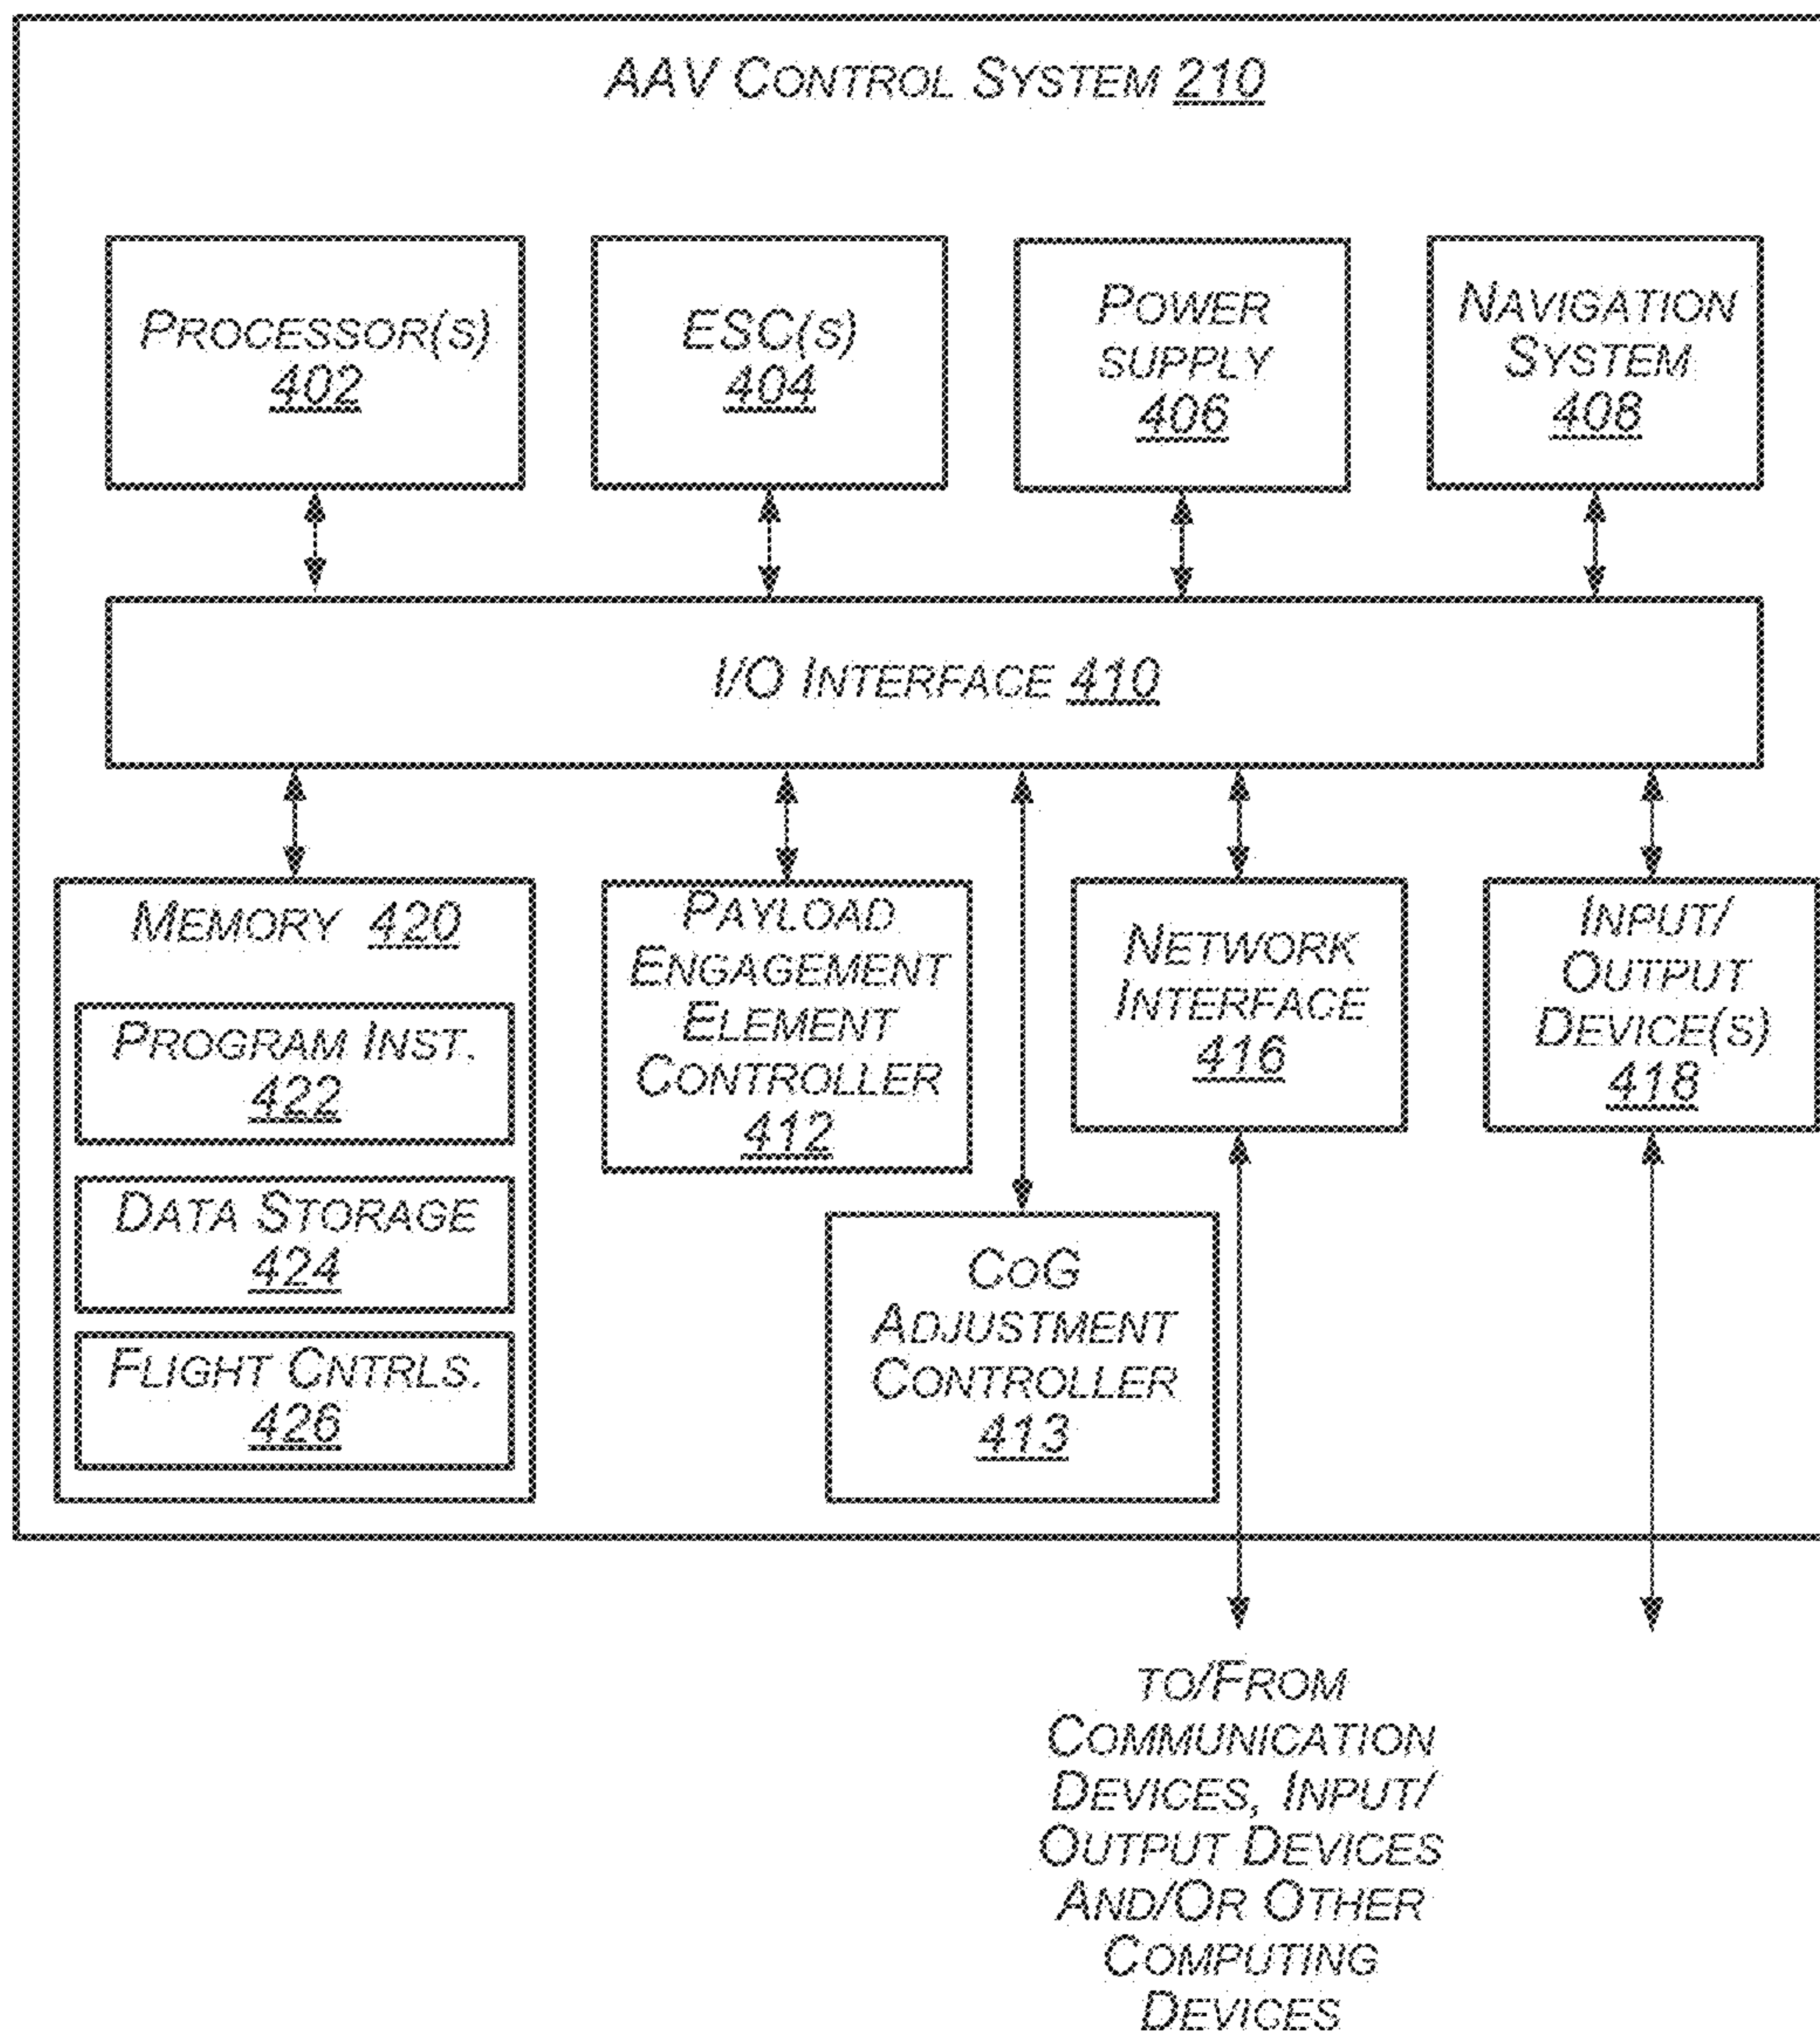 AAV CONTROL SYSTEM 210
PROCESSOR(S)
402
ESC(S)
404
POWER
SUPPLY
406
NAVIGATION
SYSTEM
408
I/O INTERFACE 410
MEMORY 420
PROGRAM INST.
422
DATA STORAGE
424
FLIGHT CNTRLS.
426
PAYLOAD
ENGAGEMENT
ELEMENT
CONTROLLER
412
COG
ADJUSTMENT
CONTROLLER
413
NETWORK
INTERFACE
416
INPUT/
OUTPUT
DEVICE(S)
418
TO/FROM
COMMUNICATION
DEVICES, INPUT/
OUTPUT DEVICES
AND/OR OTHER
COMPUTING
DEVICES